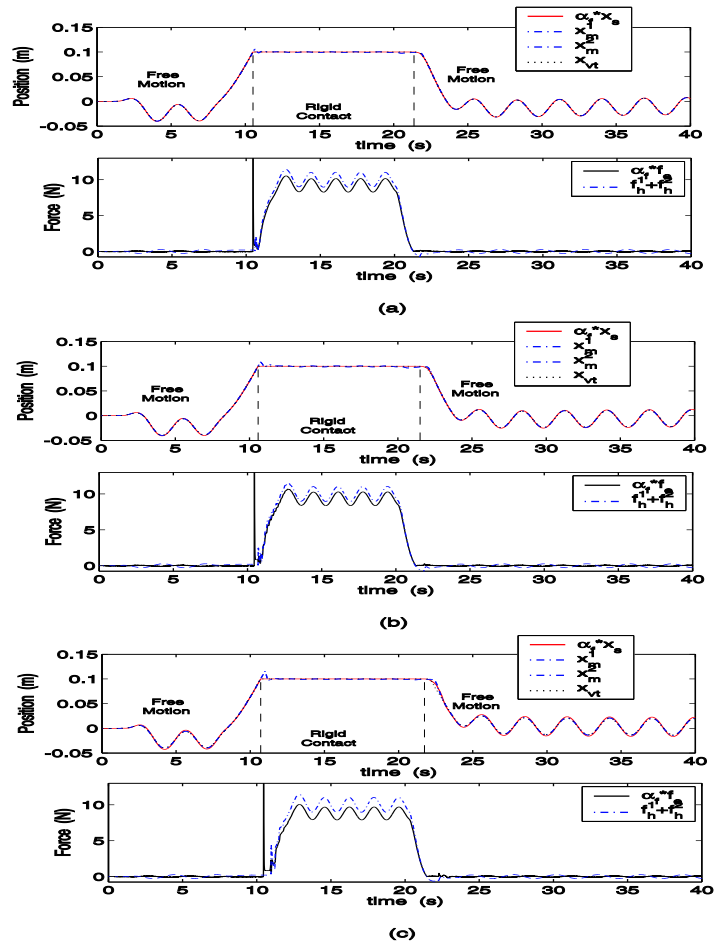 0.15
0.1
0.05
0
-0.05
Position (m)
Free
Motion
Rigid
Contact
Free
Motion
α_f*x_s
x_m^1
x_m^2
x_vt
0 5 10 15 20 25 30 35 40
time (s)
10
5
0
Force (N)
α_f*f_e
f_h^1+f_h^2
0 5 10 15 20 25 30 35 40
time (s)
(a)
0.15
0.1
0.05
0
-0.05
Position (m)
Free
Motion
Rigid
Contact
Free
Motion
α_f*x_s
x_m^1
x_m^2
x_vt
0 5 10 15 20 25 30 35 40
time (s)
10
5
0
Force (N)
α_f*f_e
f_h^1+f_h^2
0 5 10 15 20 25 30 35 40
time (s)
(b)
0.15
0.1
0.05
0
-0.05
Position (m)
Free
Motion
Rigid
Contact
Free
Motion
α_f*x_s
x_m^1
x_m^2
x_vt
0 5 10 15 20 25 30 35 40
time (s)
10
5
0
Force (N)
α_f*f_e
f_h^1+f_h^2
0 5 10 15 20 25 30 35 40
time (s)
(c)